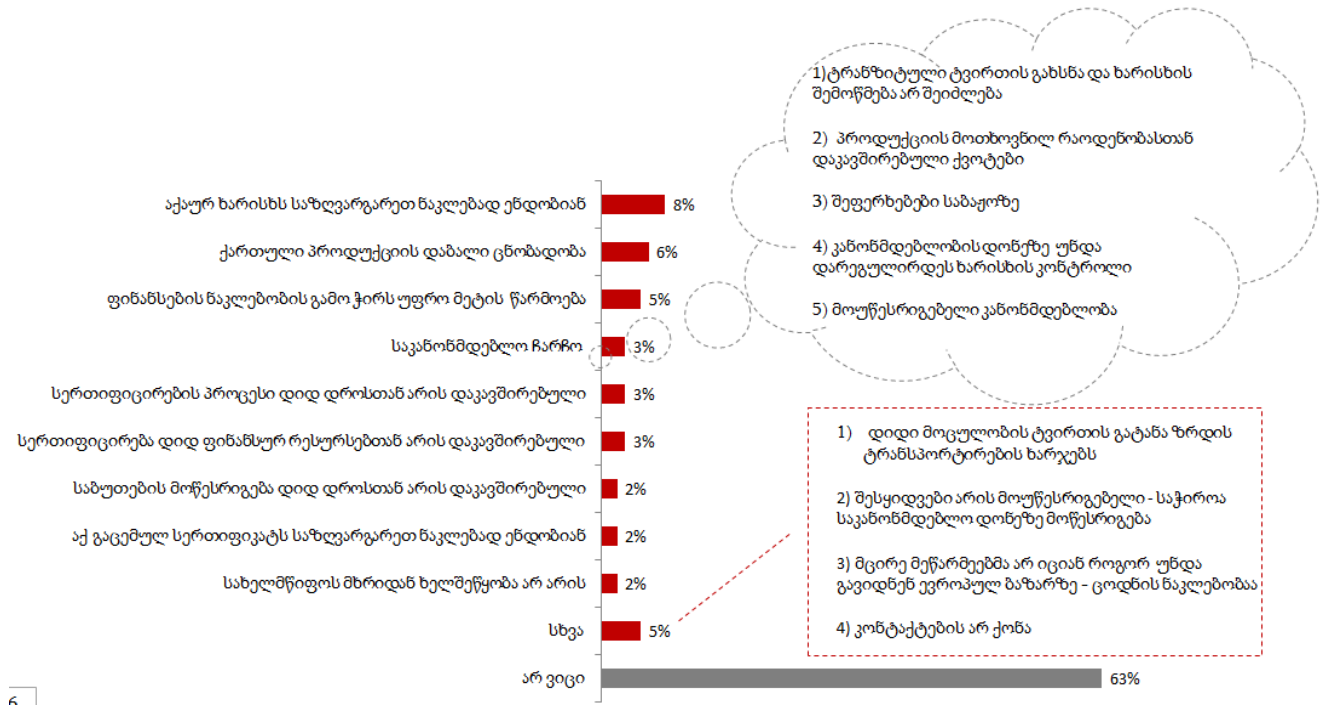 1)ტრანზიტული ტვირთის გახსნა და ხარისხის
შემოწმება არ შეიძლება
2) პროდუქციის მოთხოვნილ რაოდენობასთან
დაკავშირებული ქვოტები
3) შეფერხებები საბაჟოზე
4) კანონმდებლობის დონეზე უნდა
დარეგულირდეს ხარისხის კონტროლი
5) მოუწესრიგებელი კანონმდებლობა
აქაურ ხარისხს საზღვარგარეთ ნაკლებად ენდობიან 8%
ქართული პროდუქციის დაბალი ცნობადობა 6%
ფინანსების ნაკლებობის გამო ჭირს უფრო მეტის წარმოება 5%
საკანონმდებლო ჩარჩო 3%
სერთიფიცირების პროცესი დიდ დროსთან არის დაკავშირებული 3%
სერთიფიცირება დიდ ფინანსურ რესურსებთან არის დაკავშირებული 3%
საბუთების მოწესრიგება დიდ დროსთან არის დაკავშირებული 2%
აქ გაცემულ სერთიფიკატს საზღვარგარეთ ნაკლებად ენდობიან 2%
სახელმწიფოს მხრიდან ხელშეწყობა არ არის 2%
სხვა 5%
არ ვიცი 63%
1) დიდი მოცულობის ტვირთის გატანა ზრდის
ტრანსპორტირების ხარჯებს
2) შესყიდვები არის მოუწესრიგებელი - საჭიროა
საკანონმდებლო დონეზე მოწესრიგება
3) მცირე მეწარმეებმა არ იციან როგორ უნდა
გავიდნენ ევროპულ ბაზარზე – ცოდნის ნაკლებობაა
4) კონტაქტების არ ქონა
6